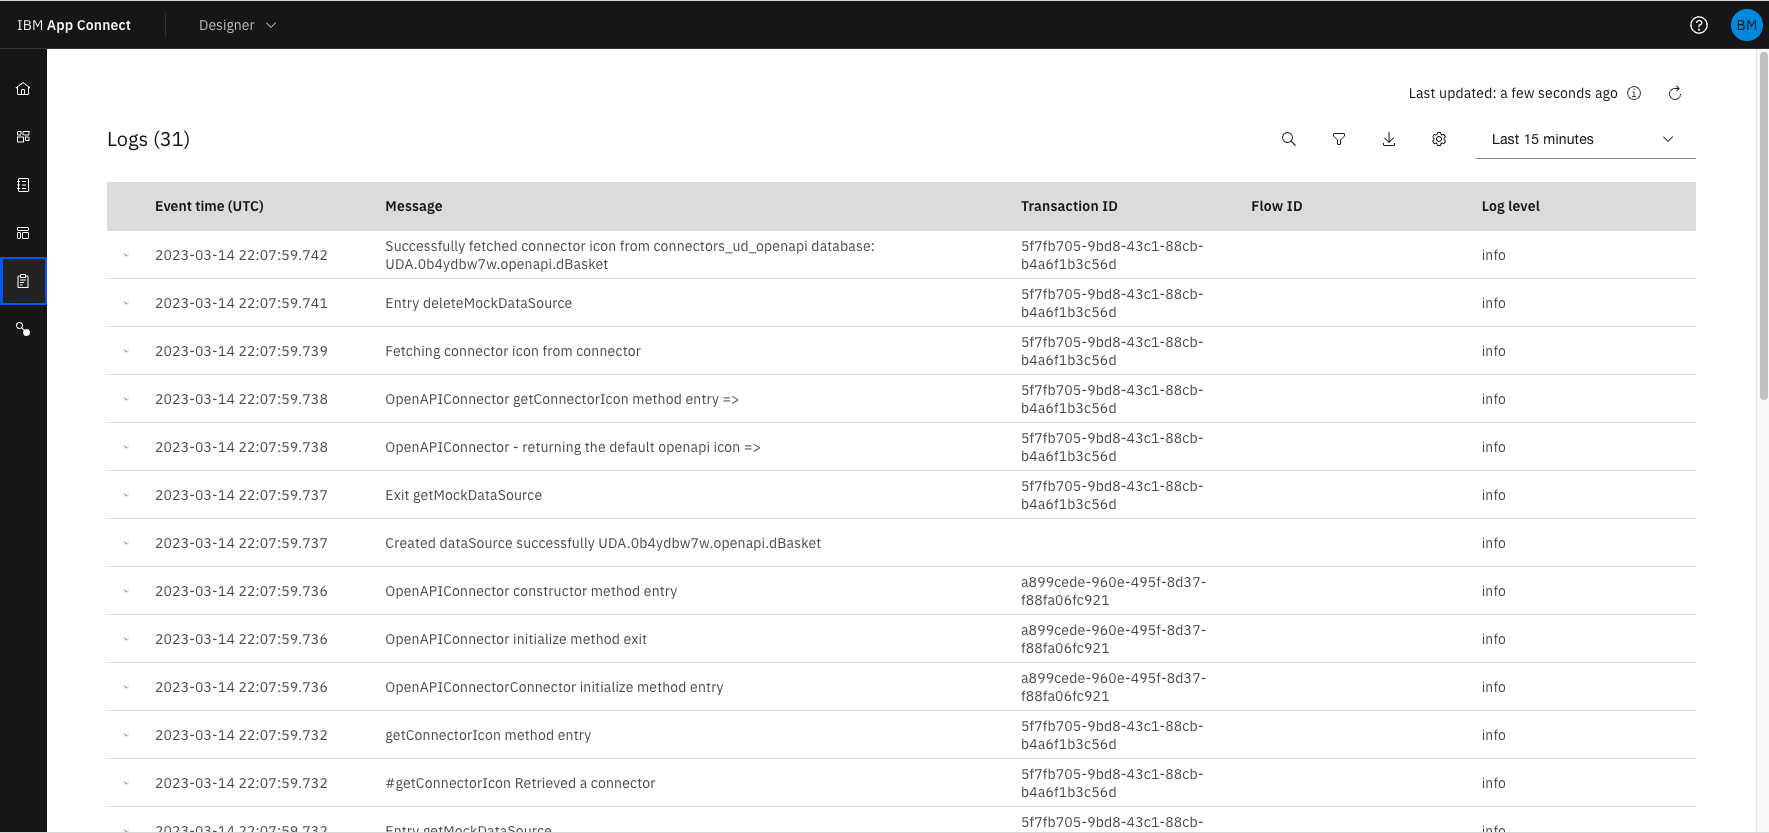 IBM App Connect
Designer
BM
Last updated: a few seconds ago
Logs (31)
Last 15 minutes
Event time (UTC) Message Transaction ID Flow ID Log level
2023-03-14 22:07:59.742 Successfully fetched connector icon from connectors_ud_openapi database: 5f7fb705-9bd8-43c1-88cb- info
UDA.0b4ydbw7w.openapi.dBasket b4a6f1b3c56d
2023-03-14 22:07:59.741 Entry deleteMockDataSource 5f7fb705-9bd8-43c1-88cb- info
b4a6f1b3c56d
2023-03-14 22:07:59.739 Fetching connector icon from connector 5f7fb705-9bd8-43c1-88cb- info
b4a6f1b3c56d
2023-03-14 22:07:59.738 OpenAPIConnector getConnectorIcon method entry => 5f7fb705-9bd8-43c1-88cb- info
b4a6f1b3c56d
2023-03-14 22:07:59.738 OpenAPIConnector - returning the default openapi icon => 5f7fb705-9bd8-43c1-88cb- info
b4a6f1b3c56d
2023-03-14 22:07:59.737 Exit getMockDataSource 5f7fb705-9bd8-43c1-88cb- info
b4a6f1b3c56d
2023-03-14 22:07:59.737 Created dataSource successfully UDA.0b4ydbw7w.openapi.dBasket info
2023-03-14 22:07:59.736 OpenAPIConnector constructor method entry a899cede-960e-495f-8d37- info
f88fa06fc921
2023-03-14 22:07:59.736 OpenAPIConnector initialize method exit a899cede-960e-495f-8d37- info
f88fa06fc921
2023-03-14 22:07:59.736 OpenAPIConnectorConnector initialize method entry a899cede-960e-495f-8d37- info
f88fa06fc921
2023-03-14 22:07:59.732 getConnectorIcon method entry 5f7fb705-9bd8-43c1-88cb- info
b4a6f1b3c56d
2023-03-14 22:07:59.732 #getConnectorIcon Retrieved a connector 5f7fb705-9bd8-43c1-88cb- info
b4a6f1b3c56d
2023-03-14 22:07:59.732 Entry getMockDataSource 5f7fb705-9bd8-43c1-88cb- info